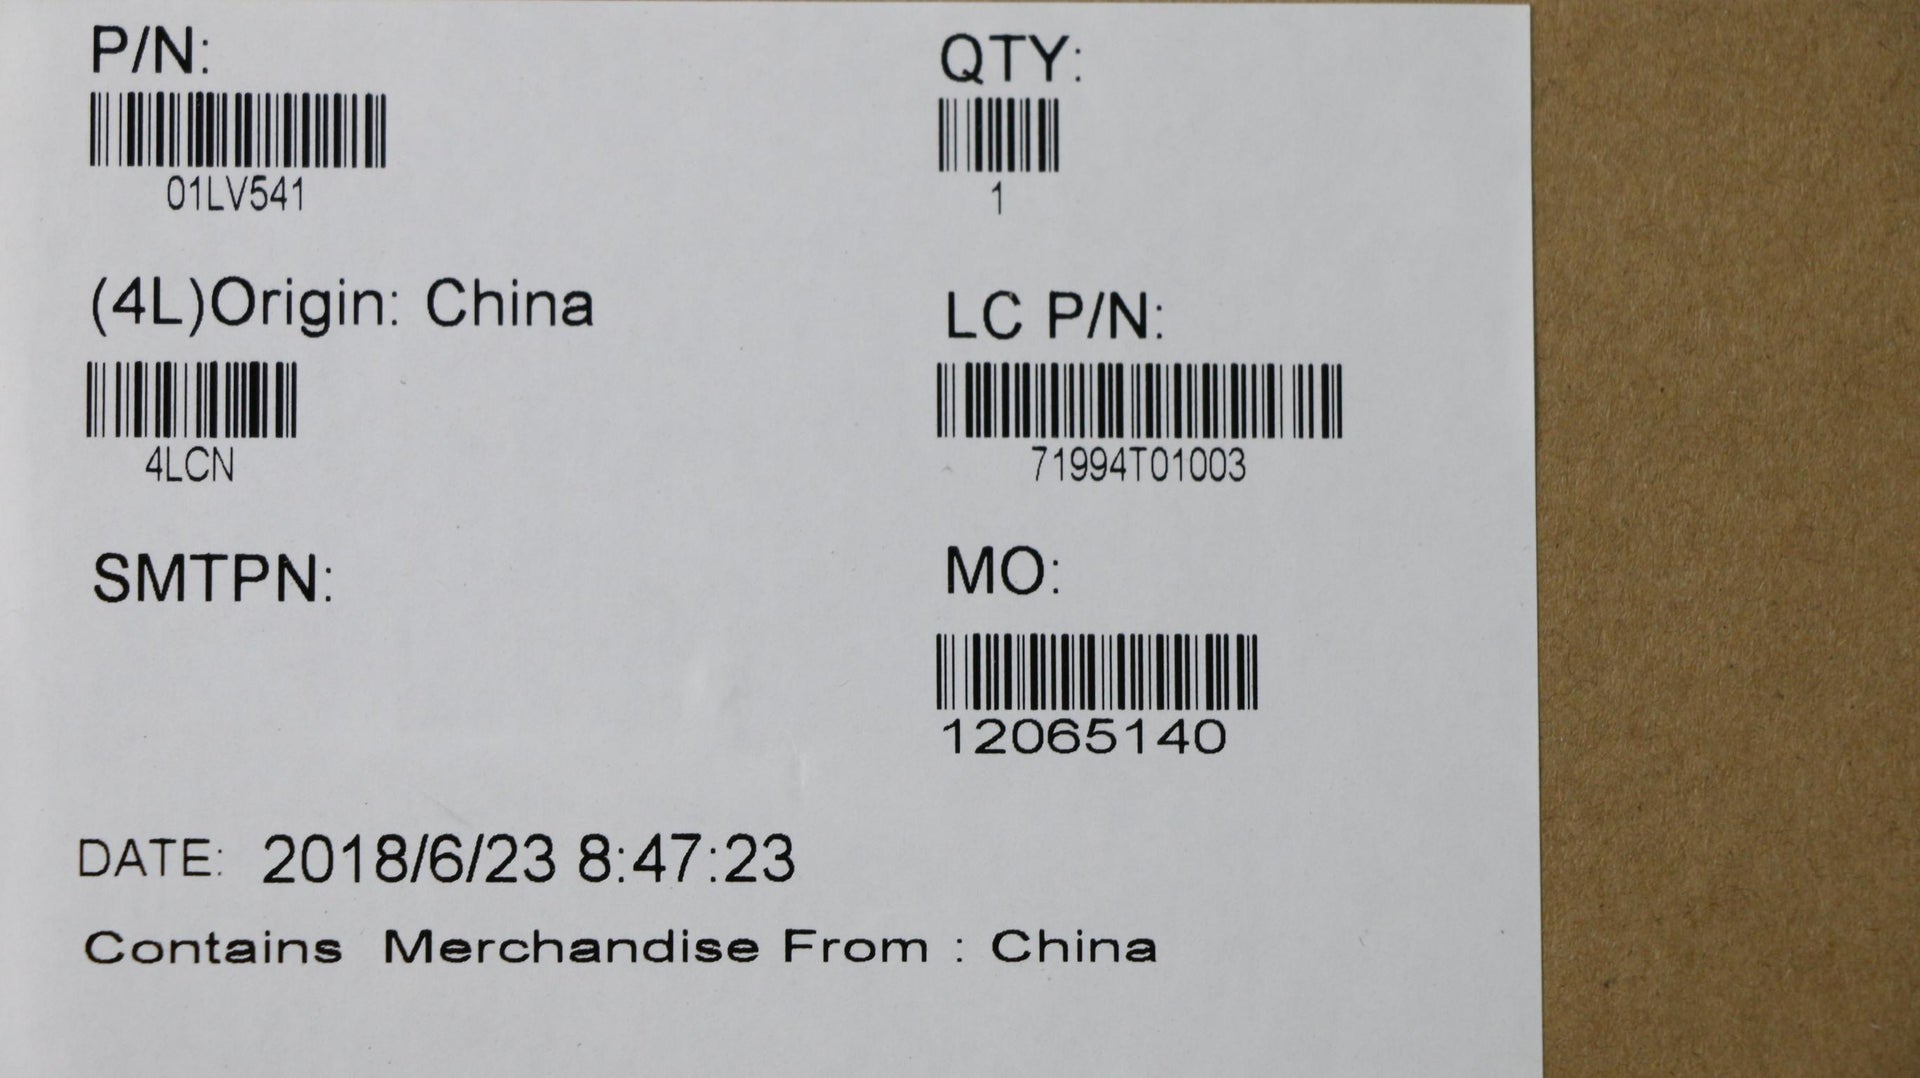 P/N:
QTY:
01LV541
1
(4L)Origin: China
LC P/N:
4LCN
71994T01003
SMTPN:
MO:
12065140
DATE: 2018/6/23 8:47:23
Contains Merchandise From : China